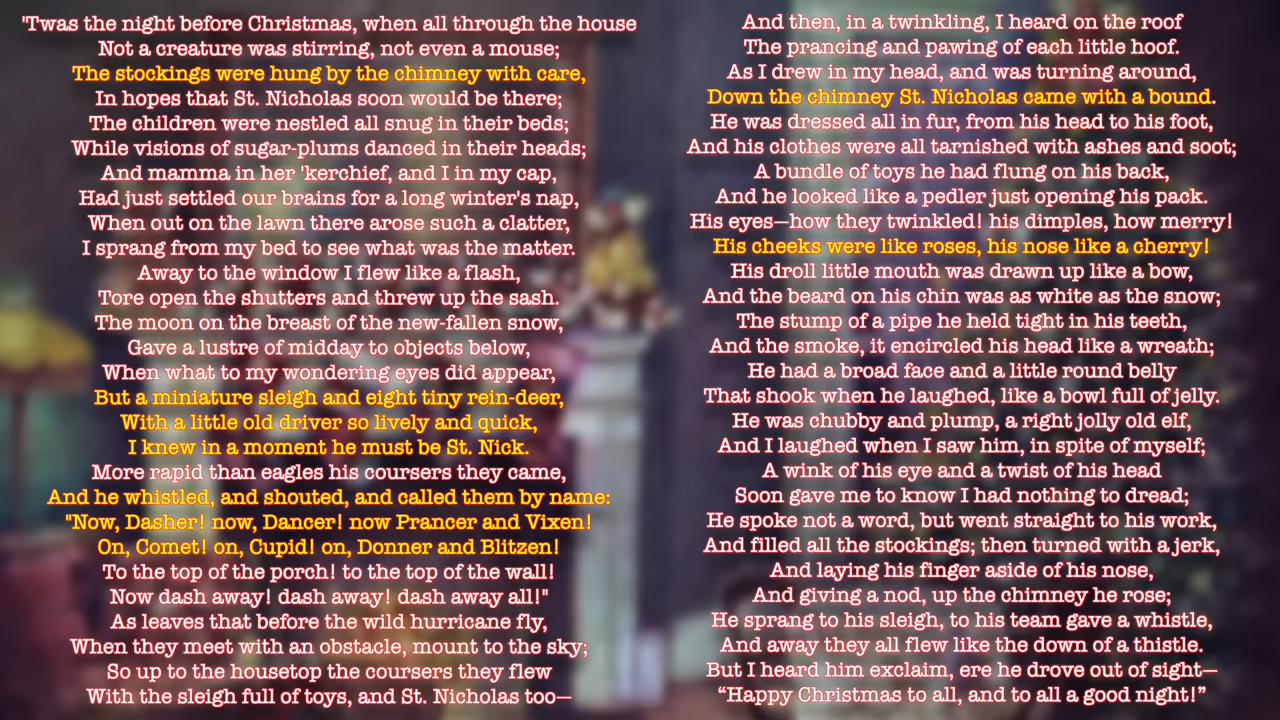 'Twas the night before Christmas, when all through the house
Not a creature was stirring, not even a mouse;
The stockings were hung by the chimney with care,
In hopes that St. Nicholas soon would be there;
The children were nestled all snug in their beds;
While visions of sugar-plums danced in their heads;
And mamma in her 'kerchief, and I in my cap,
Had just settled our brains for a long winter's nap,
When out on the lawn there arose such a clatter,
I sprang from my bed to see what was the matter.
Away to the window I flew like a flash,
Tore open the shutters and threw up the sash.
The moon on the breast of the new-fallen snow,
Gave a lustre of midday to objects below,
When what to my wondering eyes did appear,
But a miniature sleigh and eight tiny rein-deer,
With a little old driver so lively and quick,
I knew in a moment he must be St. Nick.
More rapid than eagles his coursers they came,
And he whistled, and shouted, and called them by name:
"Now, Dasher! now, Dancer! now Prancer and Vixen!
On, Comet! on, Cupid! on, Donner and Blitzen!
To the top of the porch! to the top of the wall!
Now dash away! dash away! dash away all!"
As leaves that before the wild hurricane fly,
When they meet with an obstacle, mount to the sky;
So up to the housetop the coursers they flew
With the sleigh full of toys, and St. Nicholas too—
And then, in a twinkling, I heard on the roof
The prancing and pawing of each little hoof.
As I drew in my head, and was turning around,
Down the chimney St. Nicholas came with a bound.
He was dressed all in fur, from his head to his foot,
And his clothes were all tarnished with ashes and soot;
A bundle of toys he had flung on his back,
And he looked like a pedler just opening his pack.
His eyes—how they twinkled! his dimples, how merry!
His cheeks were like roses, his nose like a cherry!
His droll little mouth was drawn up like a bow,
And the beard on his chin was as white as the snow;
The stump of a pipe he held tight in his teeth,
And the smoke, it encircled his head like a wreath;
He had a broad face and a little round belly
That shook when he laughed, like a bowl full of jelly.
He was chubby and plump, a right jolly old elf,
And I laughed when I saw him, in spite of myself;
A wink of his eye and a twist of his head
Soon gave me to know I had nothing to dread;
He spoke not a word, but went straight to his work,
And filled all the stockings; then turned with a jerk,
And laying his finger aside of his nose,
And giving a nod, up the chimney he rose;
He sprang to his sleigh, to his team gave a whistle,
And away they all flew like the down of a thistle.
But I heard him exclaim, ere he drove out of sight—
“Happy Christmas to all, and to all a good night!”